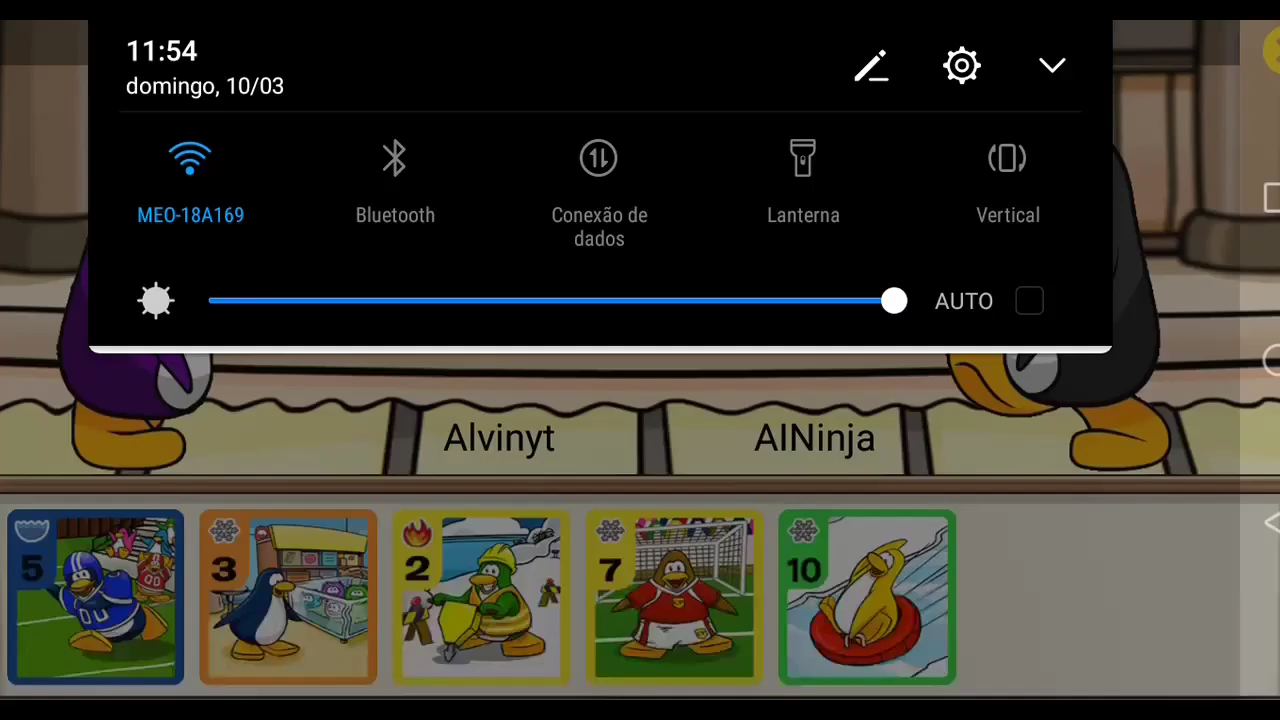 11:54
domingo, 10/03
MEO-18A169
Bluetooth
Conexão de
dados
Lanterna
Vertical
AUTO
Alvinyt
AINinja
5
3
2
7
10